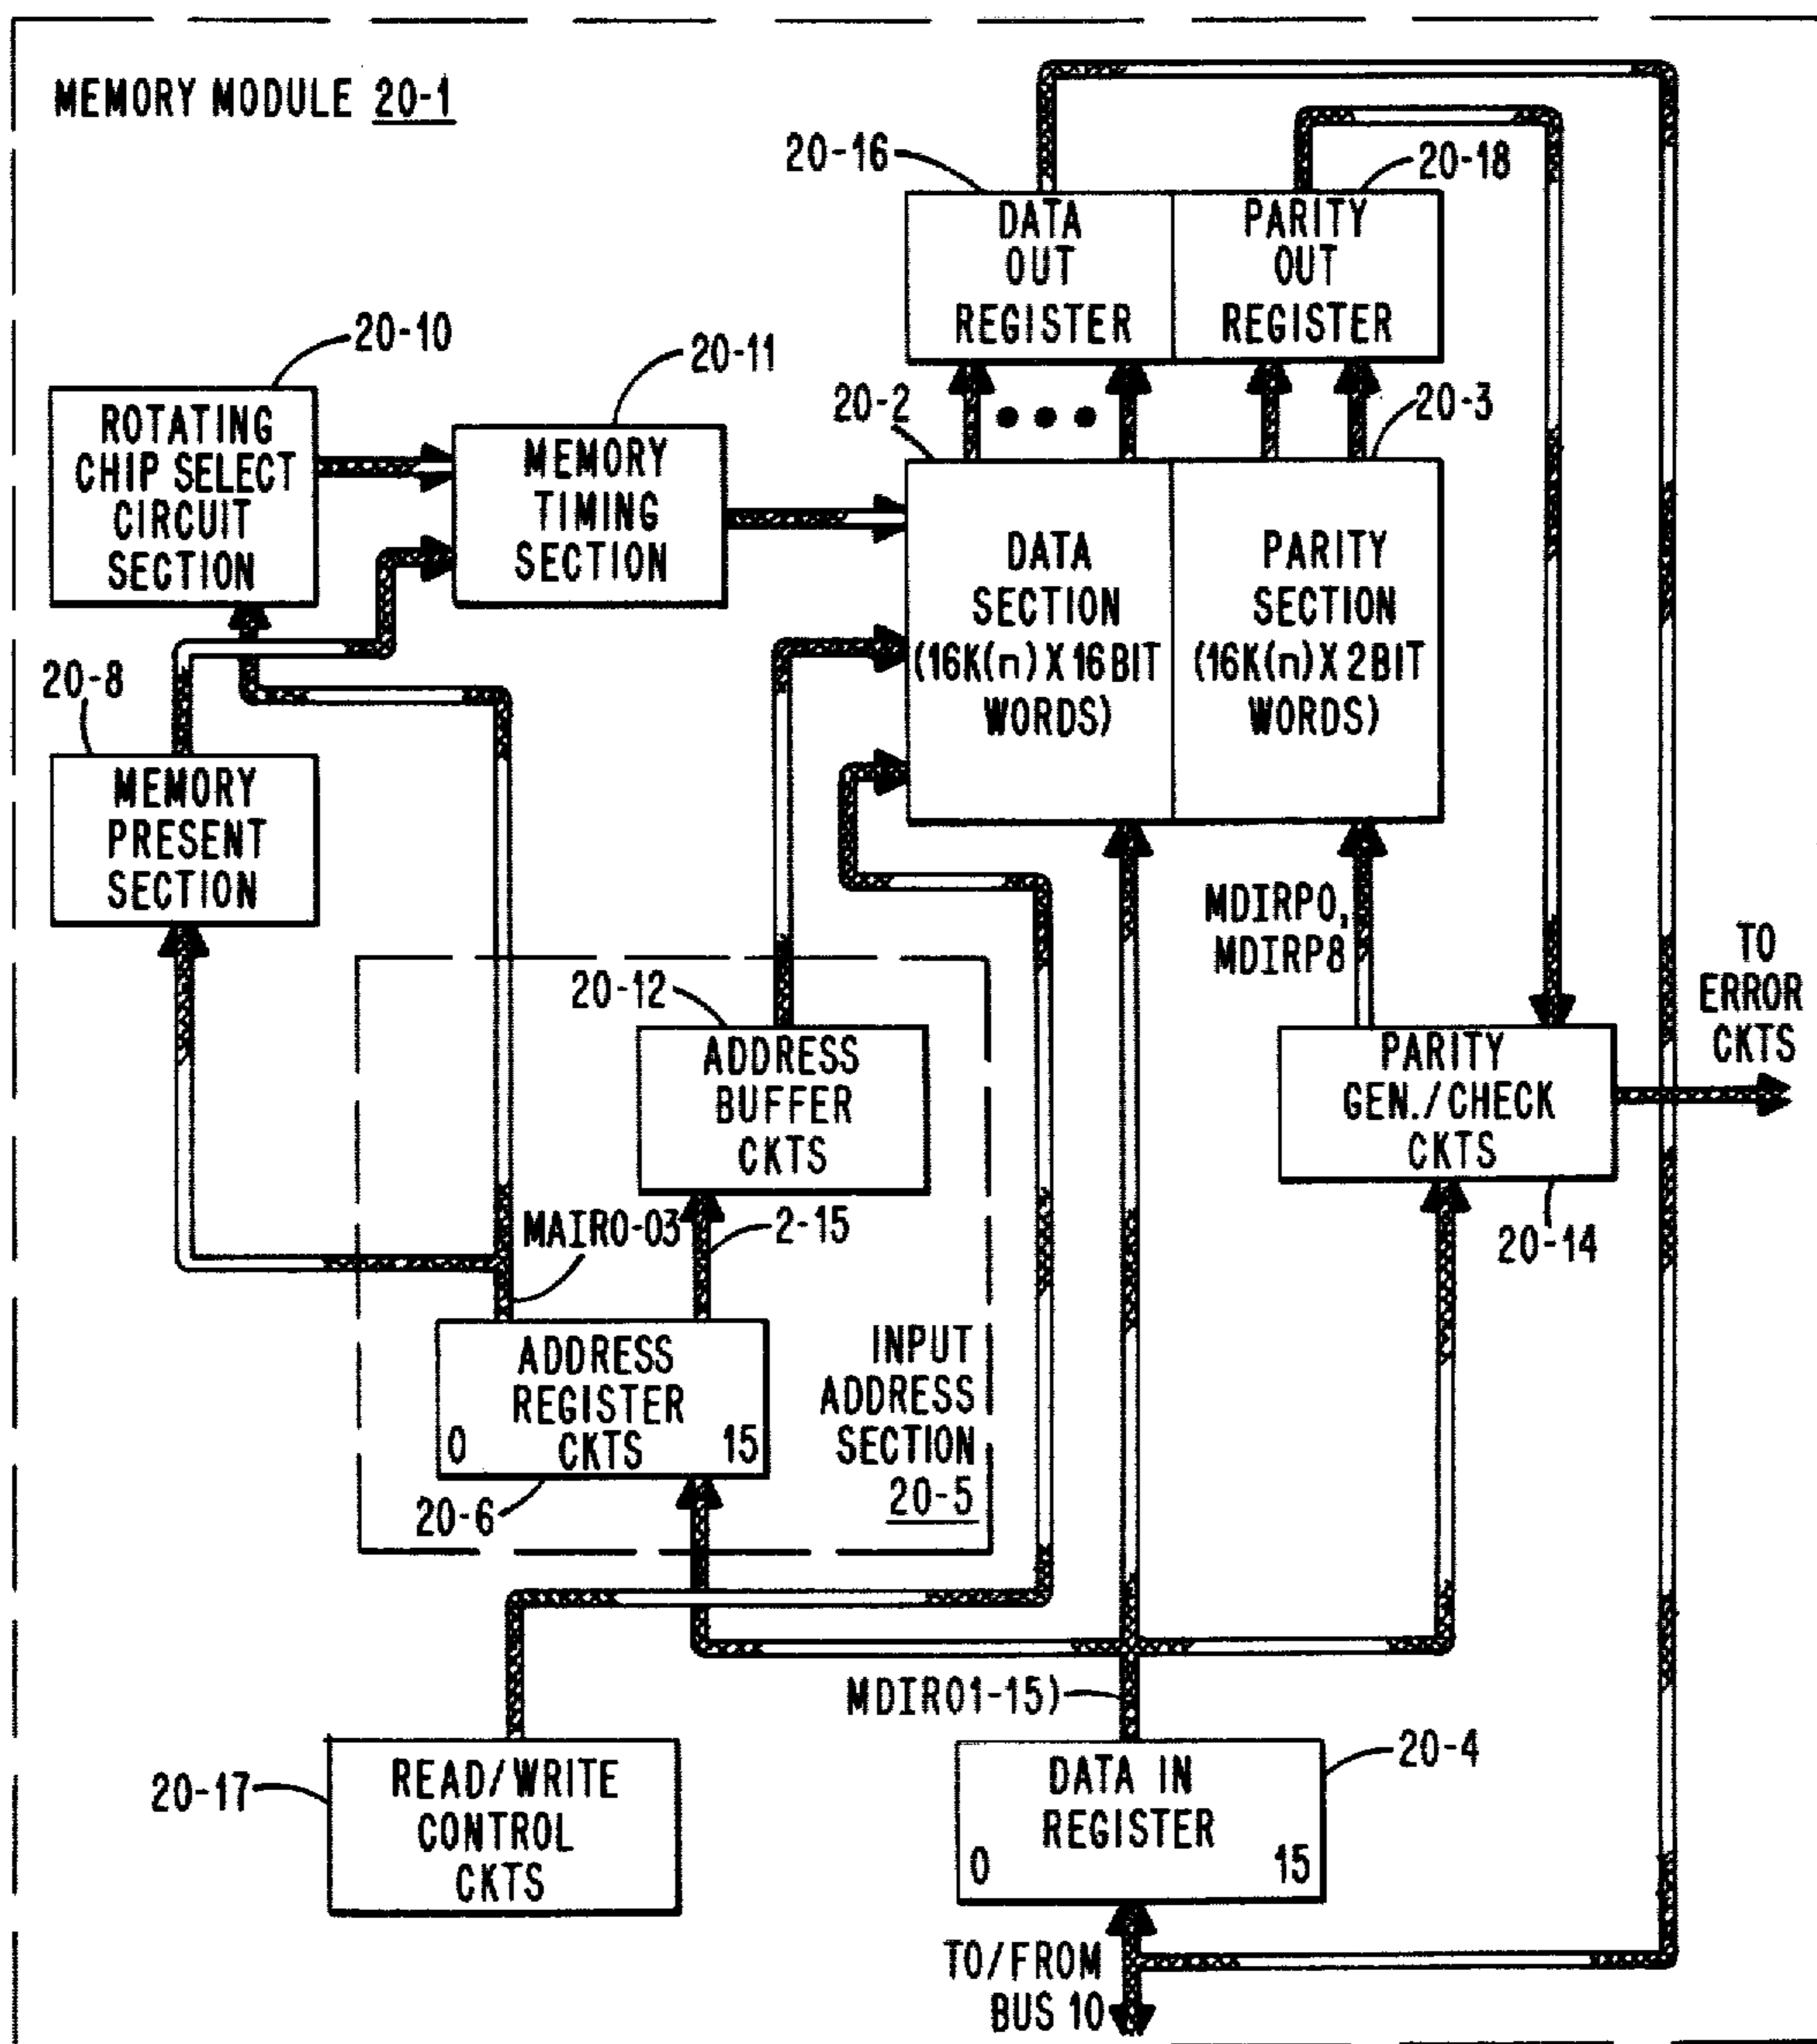 MEMORY MODULE 20-1
20-16
20-18
DATA
OUT
REGISTER
PARITY
OUT
REGISTER
20-10
20-11
20-2
20-3
ROTATING
CHIP SELECT
CIRCUIT
SECTION
MEMORY
TIMING
SECTION
DATA
SECTION
(16K(n) X 16 BIT
WORDS)
PARITY
SECTION
(16K(n) X 2 BIT
WORDS)
20-8
MEMORY
PRESENT
SECTION
MDIRP0,
MDIRP8
TO
ERROR
CKTS
20-12
ADDRESS
BUFFER
CKTS
PARITY
GEN./CHECK
CKTS
20-14
MAIR0-03
2-15
ADDRESS
REGISTER
CKTS
0 15
20-6
INPUT
ADDRESS
SECTION
20-5
MDIR01-15)
20-17
READ/WRITE
CONTROL
CKTS
20-4
DATA IN
REGISTER
0 15
TO/FROM
BUS 10